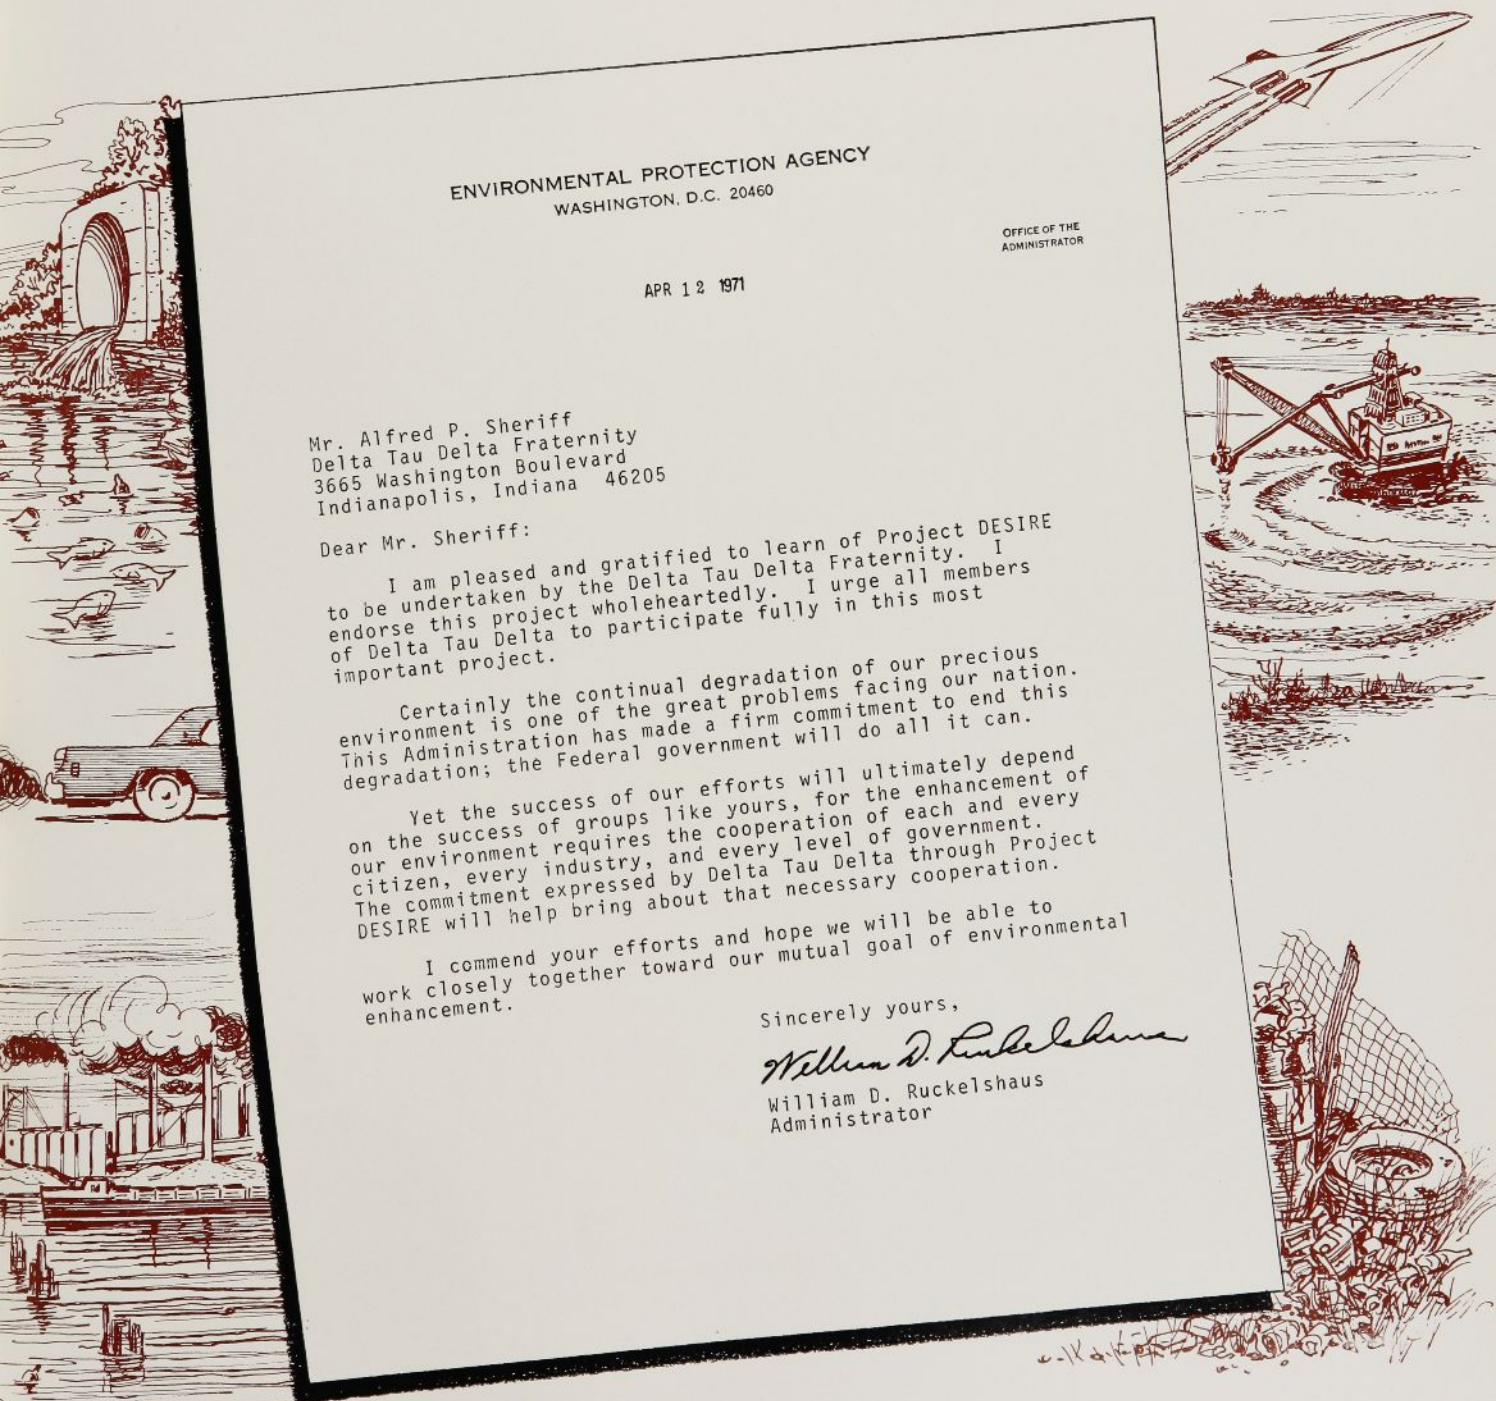 ENVIRONMENTAL PROTECTION AGENCY
WASHINGTON, D.C. 20460
OFFICE OF THE
ADMINISTRATOR
APR 12 1971
Mr. Alfred P. Sheriff
Delta Tau Delta Fraternity
3665 Washington Boulevard
Indianapolis, Indiana 46205
Dear Mr. Sheriff:
I am pleased and gratified to learn of Project DESIRE
to be undertaken by the Delta Tau Delta Fraternity. I
endorse this project wholeheartedly. I urge all members
of Delta Tau Delta to participate fully in this most
important project.
Certainly the continual degradation of our precious
environment is one of the great problems facing our nation.
This Administration has made a firm commitment to end this
degradation; the Federal government will do all it can.
Yet the success of our efforts will ultimately depend
on the success of groups like yours, for the enhancement of
our environment requires the cooperation of each and every
citizen, every industry, and every level of government.
The commitment expressed by Delta Tau Delta through Project
DESIRE will help bring about that necessary cooperation.
I commend your efforts and hope we will be able to
work closely together toward our mutual goal of environmental
enhancement.
Sincerely yours,
William D. Ruckelshaus
William D. Ruckelshaus
Administrator